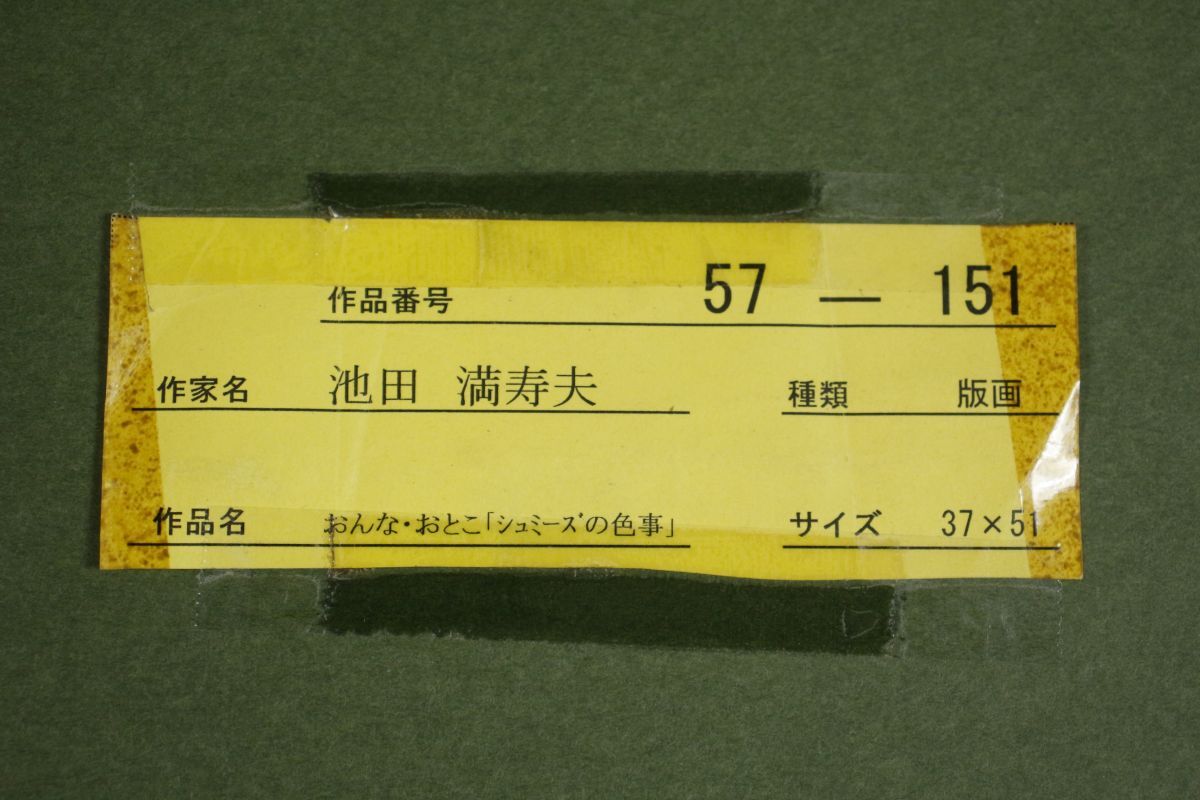 作品番号 57 — 151
作家名 池田 満寿夫 種類 版画
作品名 おんな・おとこ「シュミーズの色事」 サイズ 37×51